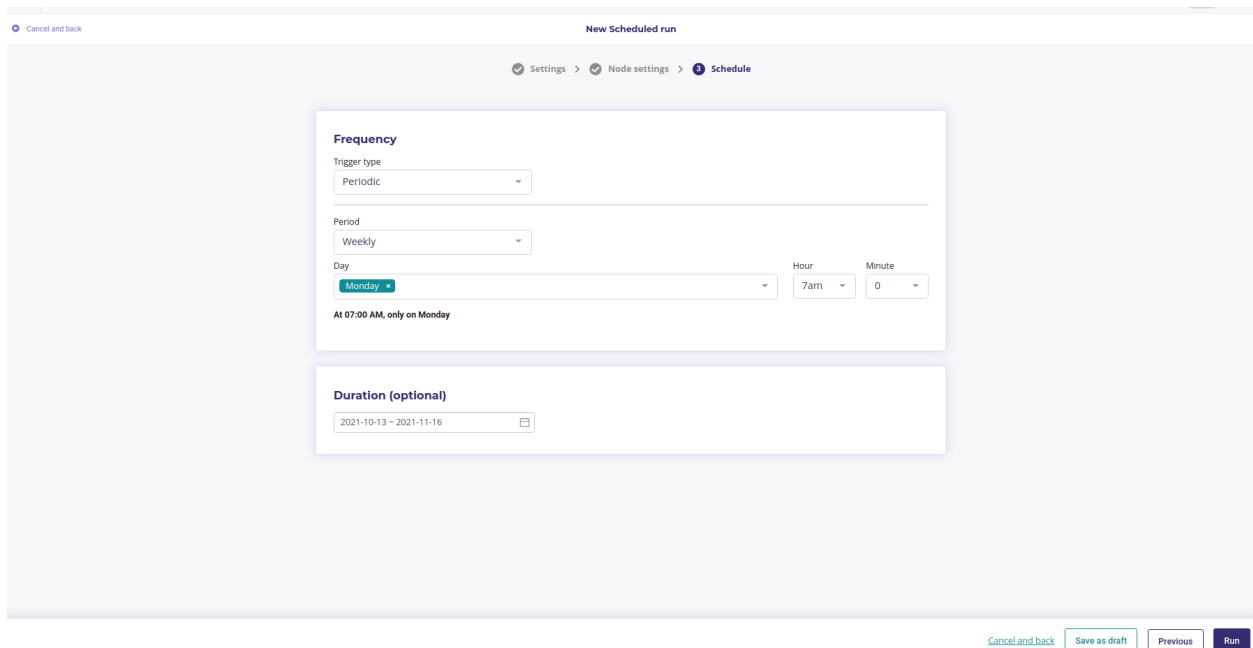 Cancel and back
New Scheduled run
Settings > Node settings > 3 Schedule
Frequency
Trigger type
Periodic
Period
Weekly
Day Hour Minute
Monday × 7am 0
At 07:00 AM, only on Monday
Duration (optional)
2021-10-13 ~ 2021-11-16
Cancel and back Save as draft Previous Run